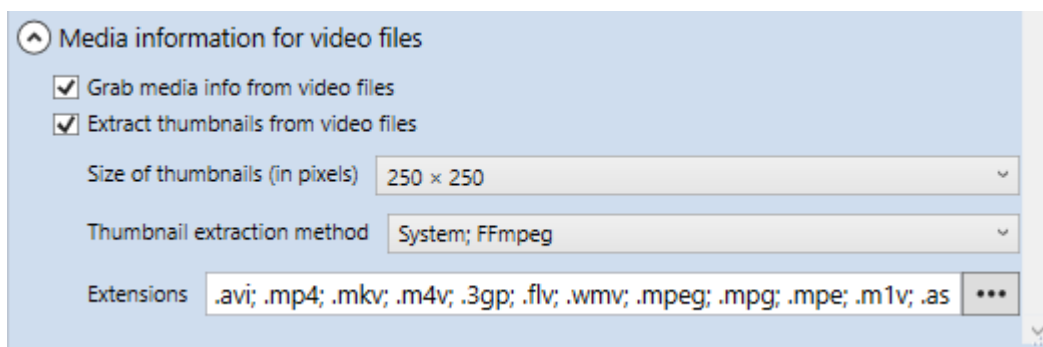 Media information for video files
Grab media info from video files
Extract thumbnails from video files
Size of thumbnails (in pixels) 250 × 250
Thumbnail extraction method System; FFmpeg
Extensions .avi; .mp4; .mkv; .m4v; .3gp; .flv; .wmv; .mpeg; .mpg; .mpe; .m1v; .as •••